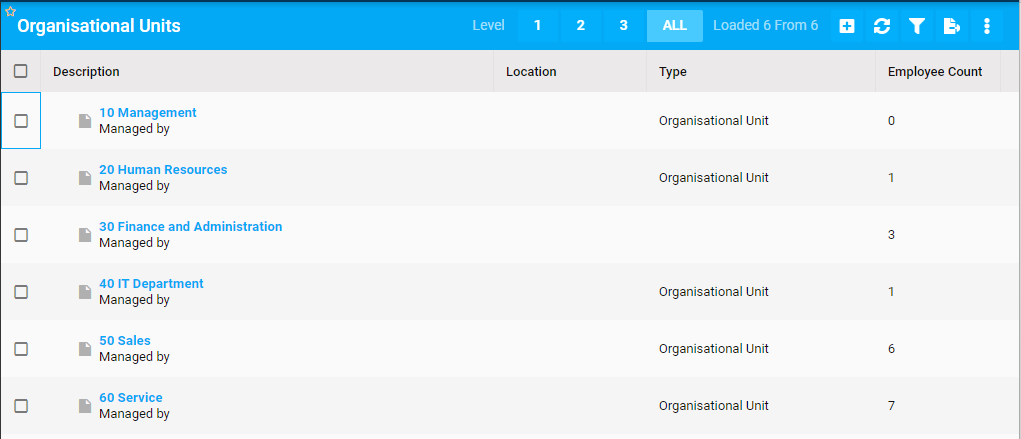 Organisational Units Level 1 2 3 ALL Loaded 6 From 6
Description Location Type Employee Count
10 Management
Managed by
Organisational Unit 0
20 Human Resources
Managed by
Organisational Unit 1
30 Finance and Administration
Managed by
3
40 IT Department
Managed by
Organisational Unit 1
50 Sales
Managed by
Organisational Unit 6
60 Service
Managed by
Organisational Unit 7